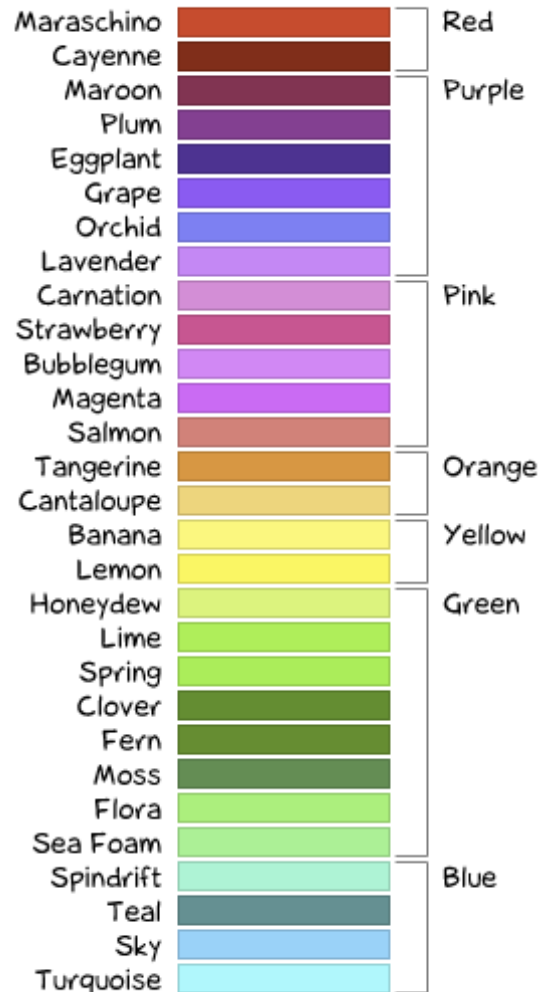 Maraschino Red
Cayenne
Maroon Purple
Plum
Eggplant
Grape
Orchid
Lavender
Carnation Pink
Strawberry
Bubblegum
Magenta
Salmon
Tangerine Orange
Cantaloupe
Banana Yellow
Lemon
Honeydew Green
Lime
Spring
Clover
Fern
Moss
Flora
Sea Foam
Spindrift Blue
Teal
Sky
Turquoise